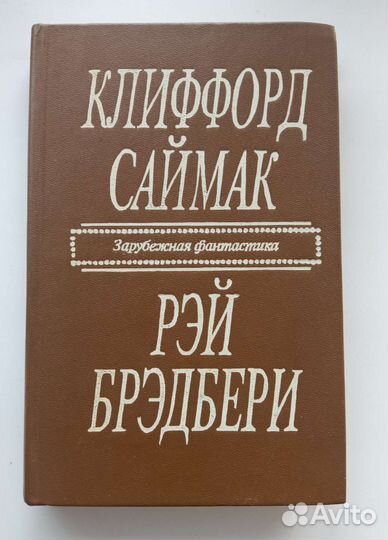 КЛИФФОРД
САЙМАК
Зарубежная фантастика
РЭЙ
БРЭДБЕРИ
Avito